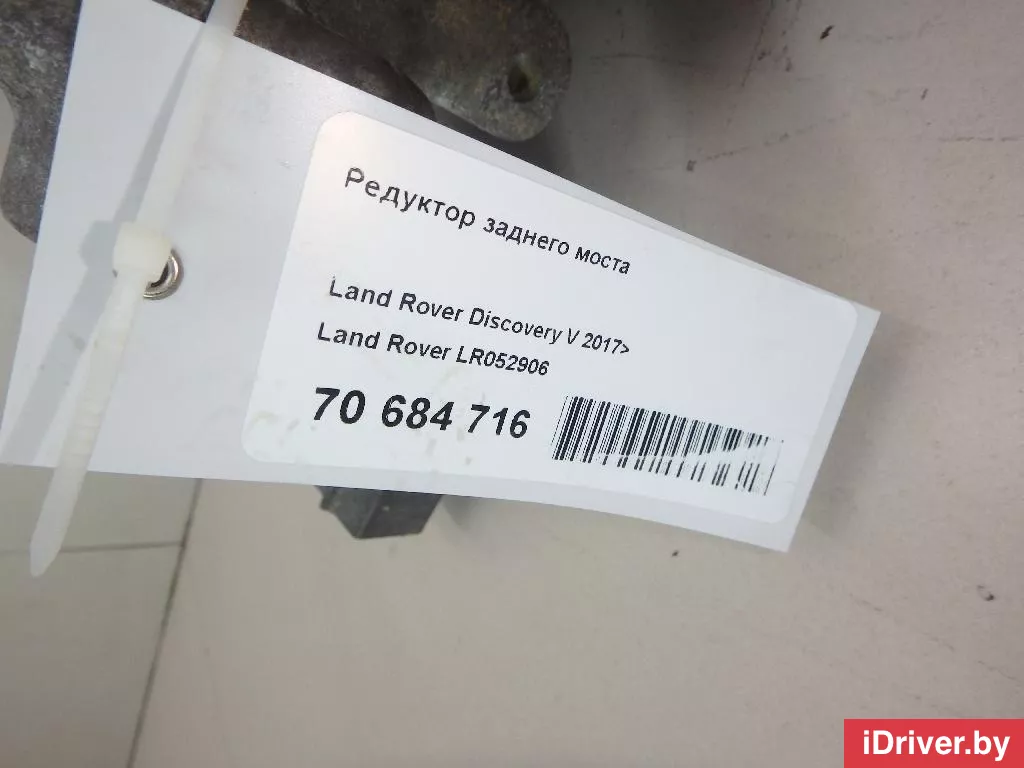 Редуктор заднего моста
Land Rover Discovery V 2017>
Land Rover LR052906
70 684 716
iDriver.by